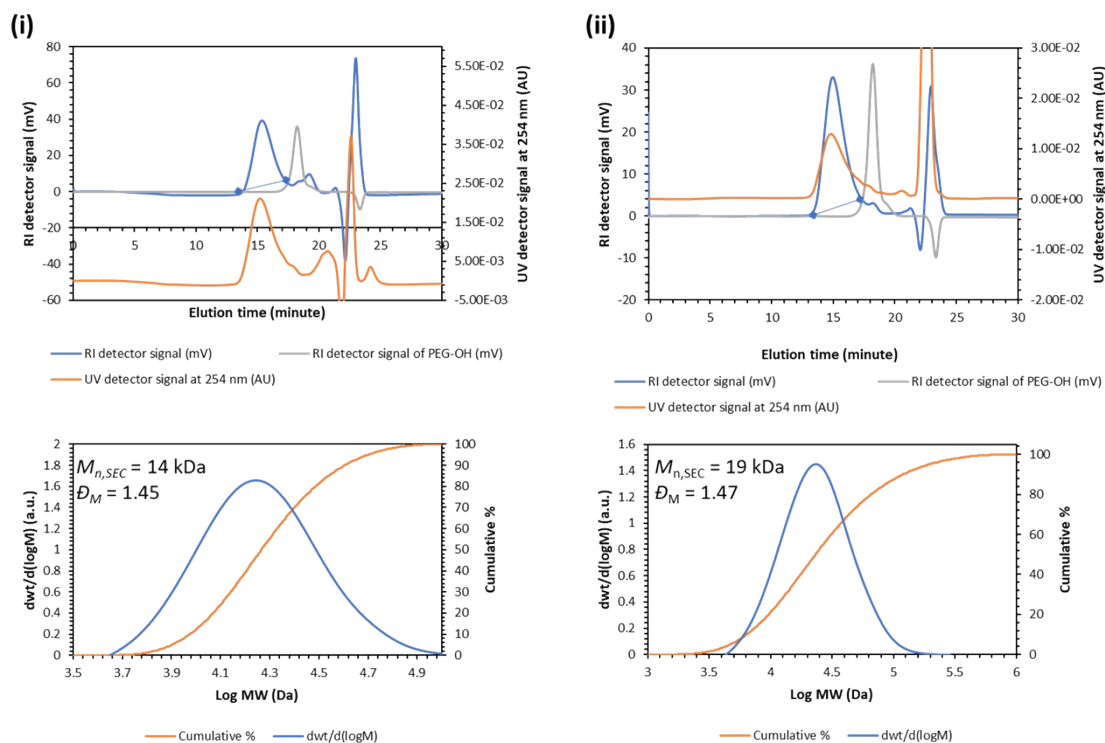 (i)
80
60
40
20
0
-20
-40
-60
RI detector signal (mV)
0 5 10 15 20 25 30
5.50E-02
4.50E-02
3.50E-02
2.50E-02
1.50E-02
5.00E-03
-5.00E-03
UV detector signal at 254 nm (AU)
Elution time (minute)
RI detector signal (mV)
RI detector signal of PEG-OH (mV)
UV detector signal at 254 nm (AU)
(ii)
40
30
20
10
0
-10
-20
RI detector signal (mV)
0 5 10 15 20 25 30
3.00E-02
2.00E-02
1.00E-02
0.00E+00
-1.00E-02
-2.00E-02
UV detector signal at 254 nm (AU)
Elution time (minute)
RI detector signal (mV)
RI detector signal of PEG-OH (mV)
UV detector signal at 254 nm (AU)
Mn,SEC = 14 kDa
ĐM = 1.45
2
1.8
1.6
1.4
1.2
1
0.8
0.6
0.4
0.2
0
dwt/d(logM) (a.u.)
3.5 3.7 3.9 4.1 4.3 4.5 4.7 4.9
100
90
80
70
60
50
40
30
20
10
0
Cumulative %
Log MW (Da)
Cumulative %
dwt/d(logM)
Mn,SEC = 19 kDa
ĐM = 1.47
1.6
1.4
1.2
1
0.8
0.6
0.4
0.2
0
dwt/d(logM) (a.u.)
3 3.5 4 4.5 5 5.5 6
100
80
60
40
20
0
Cumulative %
Log MW (Da)
Cumulative %
dwt/d(logM)